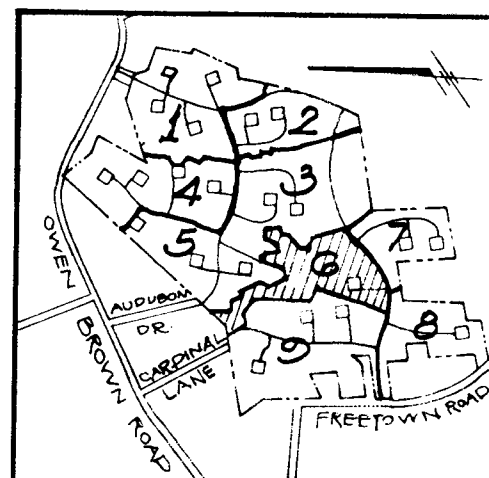 1
2
3
4
5
6
7
8
9
OWEN
BROWN ROAD
AUDUBON
DR.
CARDINAL
LANE
FREETOWN ROAD